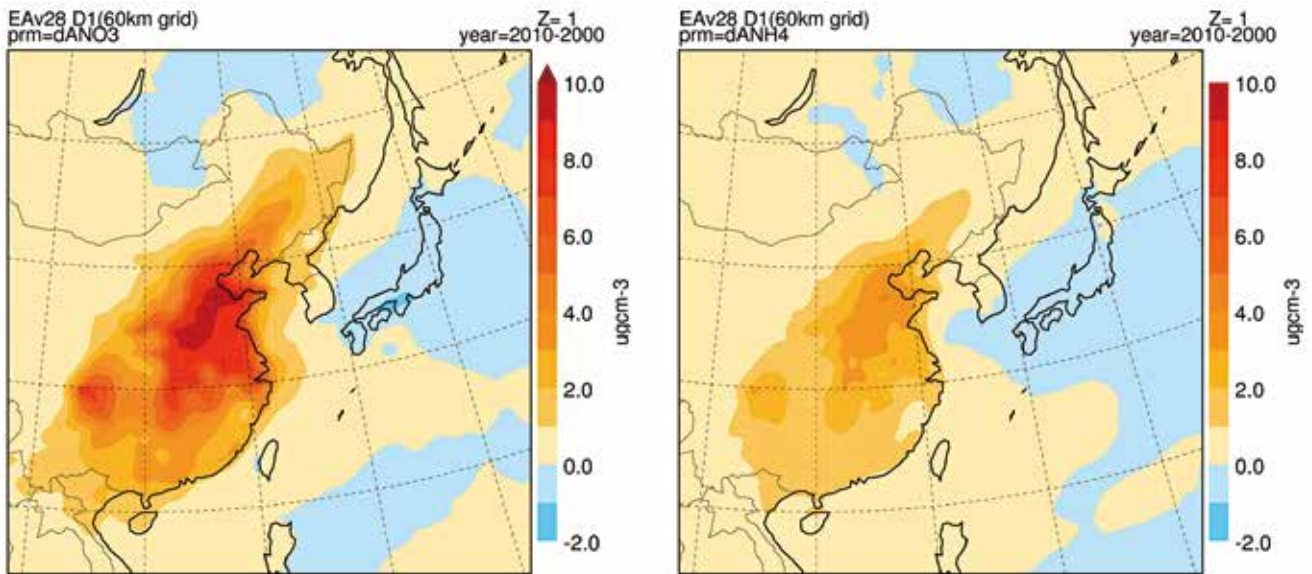 EAv28 D1(60km grid) Z= 1
prm=dANO3 year=2010-2000
10.0
8.0
6.0
4.0
2.0
0.0
-2.0
ugcm-3
EAv28 D1(60km grid) Z= 1
prm=dANH4 year=2010-2000
10.0
8.0
6.0
4.0
2.0
0.0
-2.0
ugcm-3